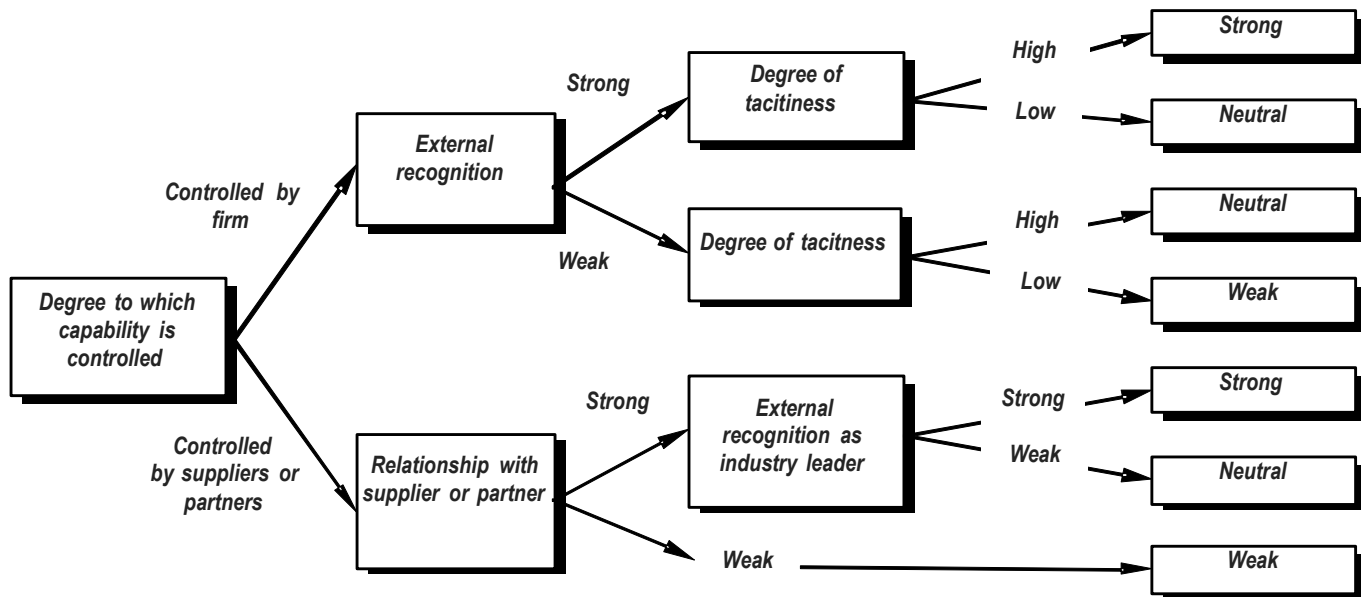 Strong
High
Degree of
tacitiness
Strong
Low
Neutral
External
recognition
Controlled by
firm
High
Neutral
Weak
Degree of tacitness
Low
Weak
Degree to which
capability is
controlled
Strong
External
recognition as
industry leader
Strong
Strong
Controlled
by suppliers or
partners
Relationship with
supplier or partner
Weak
Neutral
Weak
Weak